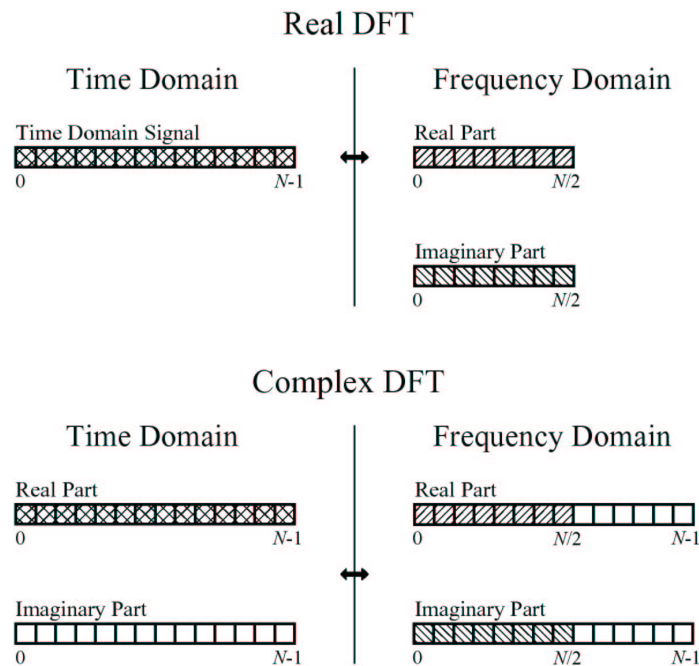 Real DFT
Time Domain
Frequency Domain
Time Domain Signal
0
N-1
Real Part
0
N/2
Imaginary Part
0
N/2
Complex DFT
Time Domain
Frequency Domain
Real Part
0
N-1
Real Part
0
N/2
N-1
Imaginary Part
0
N-1
Imaginary Part
0
N/2
N-1